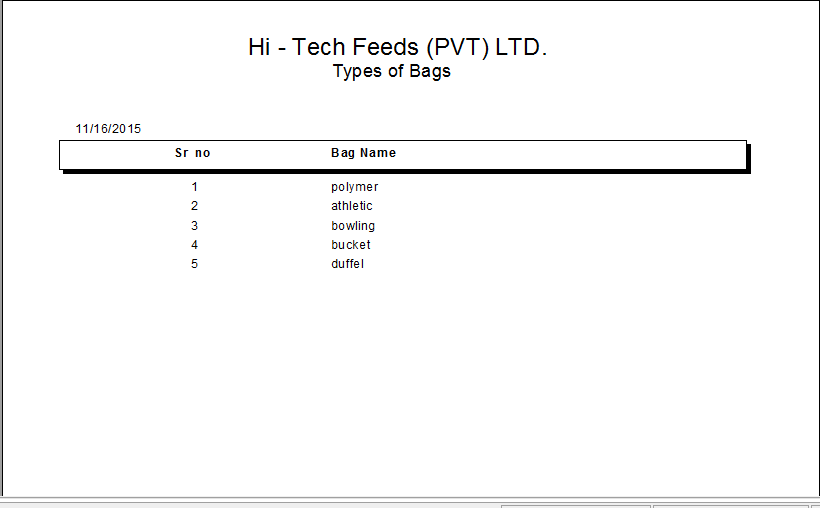 Hi - Tech Feeds (PVT) LTD.
Types of Bags
11/16/2015
Sr no Bag Name
1 polymer
2 athletic
3 bowling
4 bucket
5 duffel